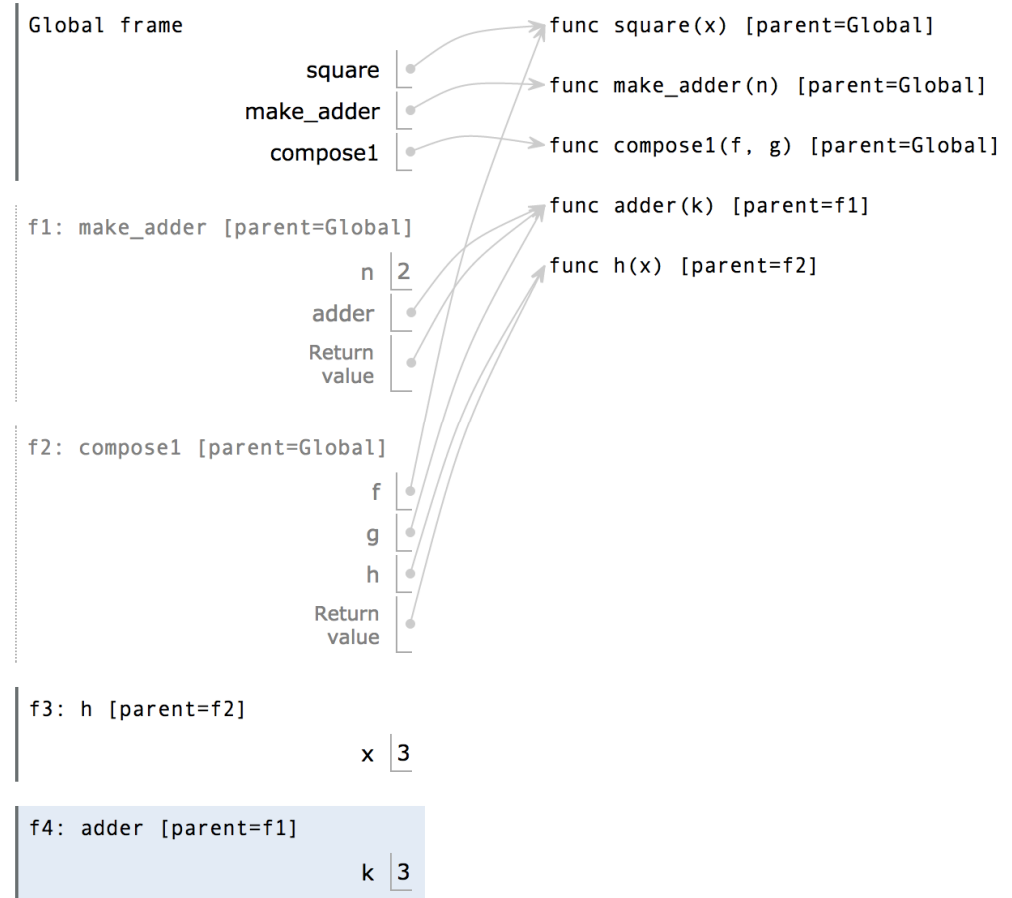 Global frame
func square(x) [parent=Global]
square
func make_adder(n) [parent=Global]
make_adder
func compose1(f, g) [parent=Global]
compose1
func adder(k) [parent=f1]
f1: make_adder [parent=Global]
func h(x) [parent=f2]
n 2
adder
Return
value
f2: compose1 [parent=Global]
f
g
h
Return
value
f3: h [parent=f2]
x 3
f4: adder [parent=f1]
k 3